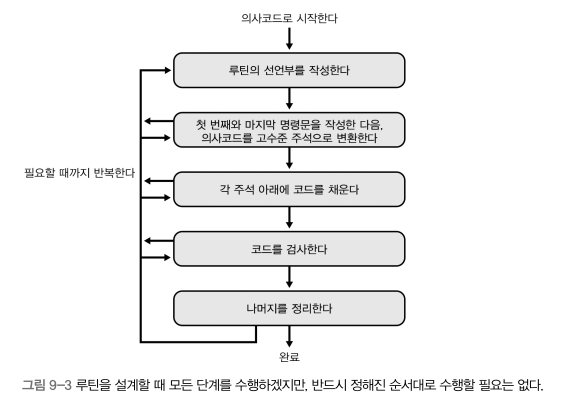 의사코드로 시작한다
루틴의 선언부를 작성한다
첫 번째와 마지막 명령문을 작성한 다음,
의사코드를 고수준 주석으로 변환한다
필요할 때까지 반복한다
각 주석 아래에 코드를 채운다
코드를 검사한다
나머지를 정리한다
완료
그림 9-3 루틴을 설계할 때 모든 단계를 수행하겠지만, 반드시 정해진 순서대로 수행할 필요는 없다.